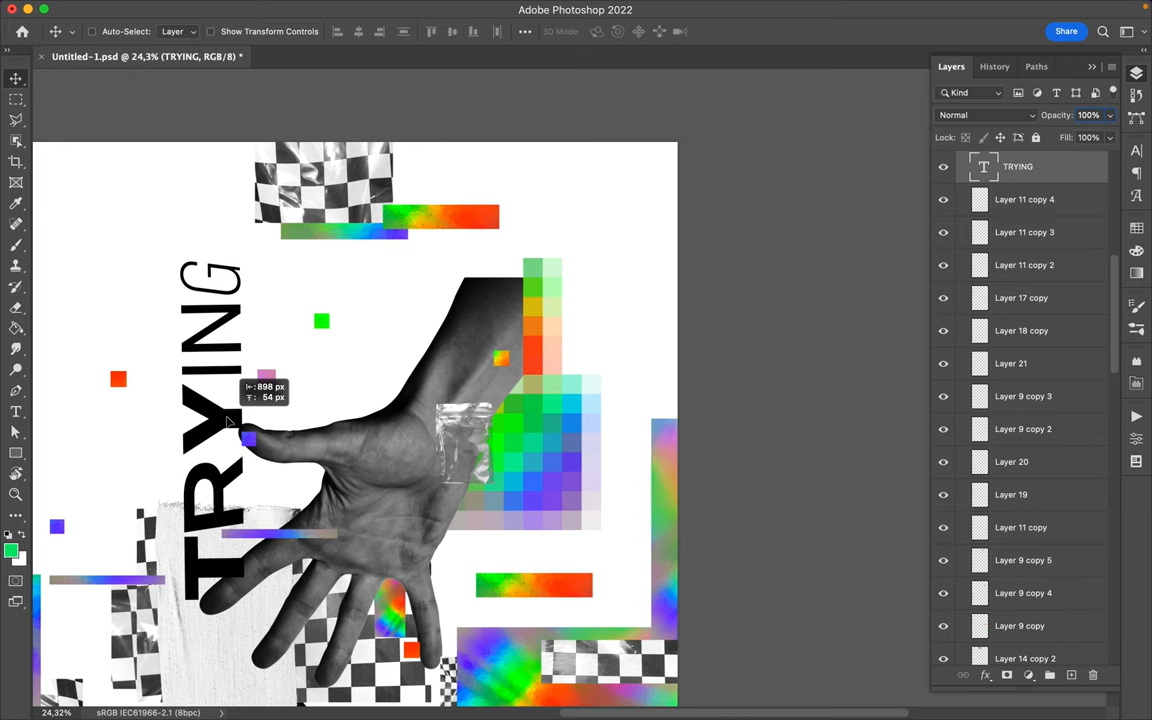 Adobe Photoshop 2022
Auto-Select:
Layer
Show Transform Controls
3D Mode:
Share
Untitled-1.psd @ 24,3% (TRYING, RGB/8) *
Layers
History
Paths
Kind
Normal
Opacity:
100%
Lock:
Fill:
100%
TRYING
Layer 11 copy 4
Layer 11 copy 3
Layer 11 copy 2
Layer 17 copy
Layer 18 copy
Layer 21
Layer 9 copy 3
Layer 9 copy 2
Layer 20
Layer 19
Layer 11 copy
Layer 9 copy 5
Layer 9 copy 4
Layer 9 copy
Layer 14 copy 2
TRYING
898 px
54 px
24,32%
sRGB IEC61966-2.1 (8bpc)